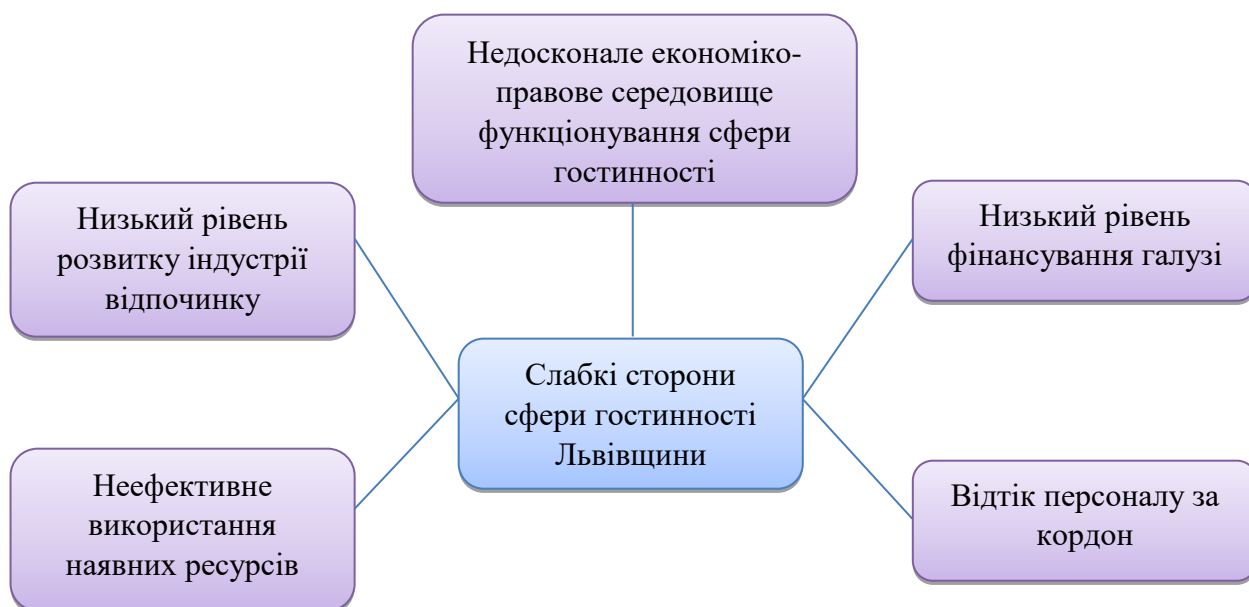 Недосконале економіко-
правове середовище
функціонування сфери
гостинності
Низький рівень
розвитку індустрії
відпочинку
Низький рівень
фінансування галузі
Слабкі сторони
сфери гостинності
Львівщини
Неефективне
використання
наявних ресурсів
Відтік персоналу за
кордон